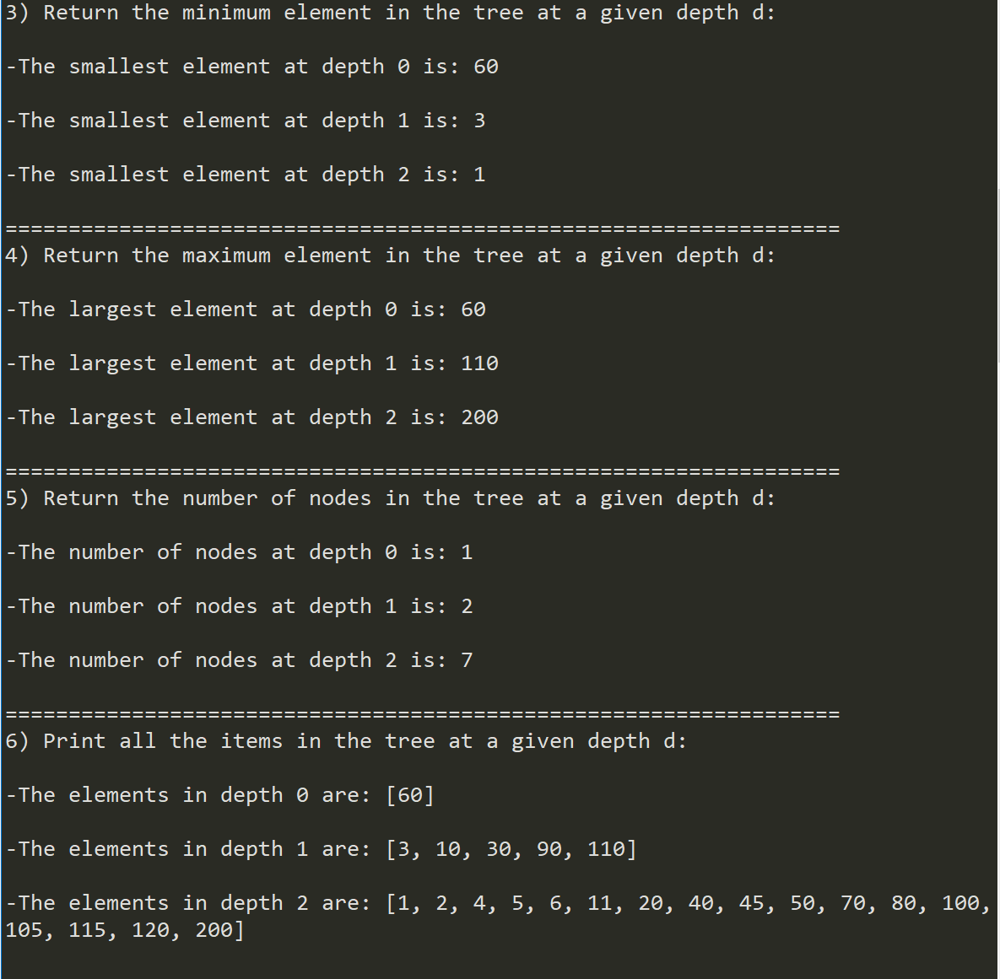 3) Return the minimum element in the tree at a given depth d:
-The smallest element at depth 0 is: 60
-The smallest element at depth 1 is: 3
-The smallest element at depth 2 is: 1
==================================================================
4) Return the maximum element in the tree at a given depth d:
-The largest element at depth 0 is: 60
-The largest element at depth 1 is: 110
-The largest element at depth 2 is: 200
==================================================================
5) Return the number of nodes in the tree at a given depth d:
-The number of nodes at depth 0 is: 1
-The number of nodes at depth 1 is: 2
-The number of nodes at depth 2 is: 7
==================================================================
6) Print all the items in the tree at a given depth d:
-The elements in depth 0 are: [60]
-The elements in depth 1 are: [3, 10, 30, 90, 110]
-The elements in depth 2 are: [1, 2, 4, 5, 6, 11, 20, 40, 45, 50, 70, 80, 100,
105, 115, 120, 200]